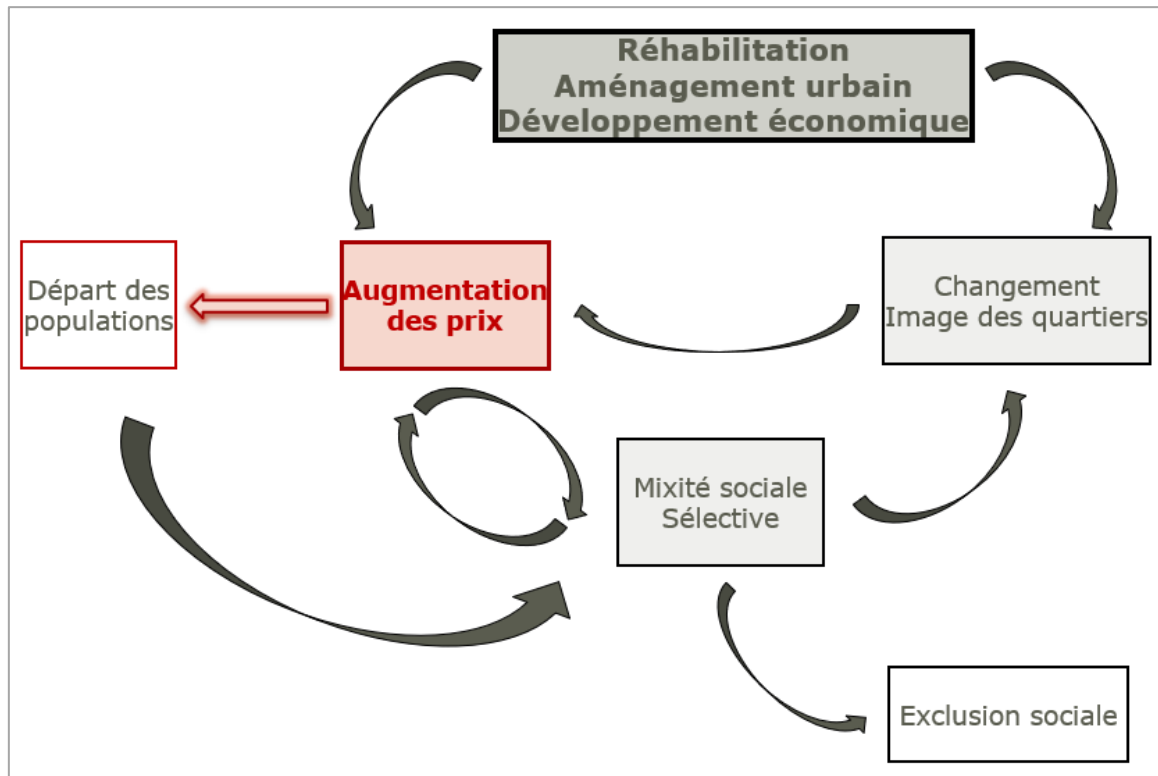 Réhabilitation
Aménagement urbain
Développement économique
Départ des
populations
Augmentation
des prix
Changement
Image des quartiers
Mixité sociale
Sélective
Exclusion sociale